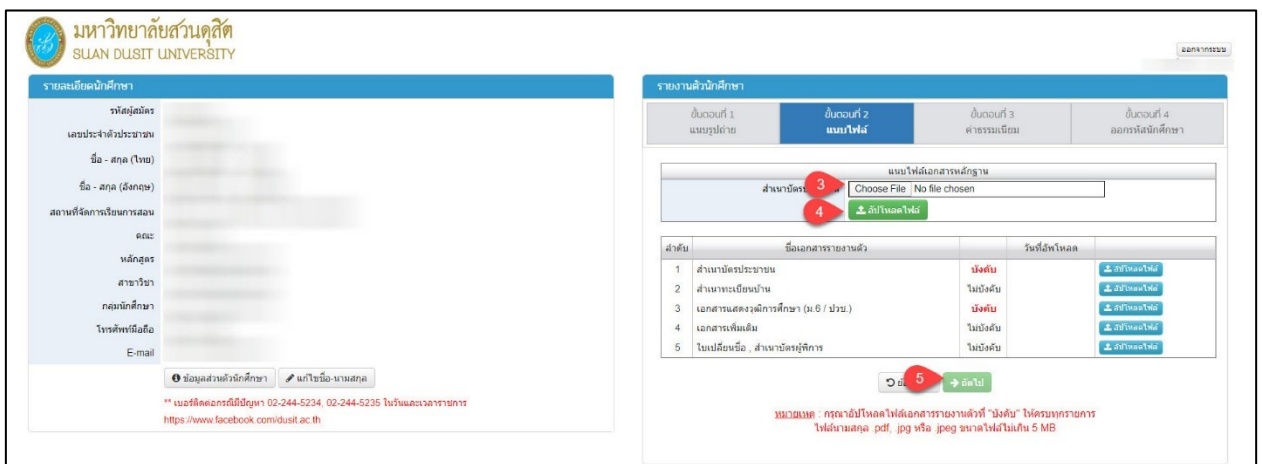 มหาวิทยาลัยสวนดุสิต
SUAN DUSIT UNIVERSITY
ออกจากระบบ
รายละเอียดนักศึกษา
รหัสผู้สมัคร
เลขประจำตัวประชาชน
ชื่อ - สกุล (ไทย)
ชื่อ - สกุล (อังกฤษ)
สถานที่จัดการเรียนการสอน
คณะ
หลักสูตร
สาขาวิชา
กลุ่มนักศึกษา
โทรศัพท์มือถือ
E-mail
ข้อมูลส่วนตัวนักศึกษา แก้ไขชื่อ-นามสกุล
** เบอร์ติดต่อกรณีมีปัญหา 02-244-5234, 02-244-5235 ในวันและเวลาราชการ
https://www.facebook.com/dusit.ac.th
รายงานตัวนักศึกษา
ขั้นตอนที่ 1 ขั้นตอนที่ 2 ขั้นตอนที่ 3 ขั้นตอนที่ 4
แนบรูปถ่าย แนบไฟล์ ค่าธรรมเนียม ออกรหัสนักศึกษา
แนบไฟล์เอกสารหลักฐาน
3 Choose File No file chosen
4 อัปโหลดไฟล์
ลำดับ ชื่อเอกสารรายงานตัว วันที่อัพโหลด
1 สำเนาบัตรประชาชน บังคับ อัปโหลดไฟล์
2 สำเนาทะเบียนบ้าน ไม่บังคับ อัปโหลดไฟล์
3 เอกสารแสดงวุฒิการศึกษา (ม.6 / ปวช.) บังคับ อัปโหลดไฟล์
4 เอกสารเพิ่มเติม ไม่บังคับ อัปโหลดไฟล์
5 ใบเปลี่ยนชื่อ , สำเนาบัตรผู้พิการ ไม่บังคับ อัปโหลดไฟล์
5 ถัดไป
หมายเหตุ : กรุณาอัปโหลดไฟล์เอกสารรายงานตัวที่ "บังคับ" ให้ครบทุกรายการ
ไฟล์นามสกุล .pdf, .jpg หรือ .jpeg ขนาดไฟล์ไม่เกิน 5 MB